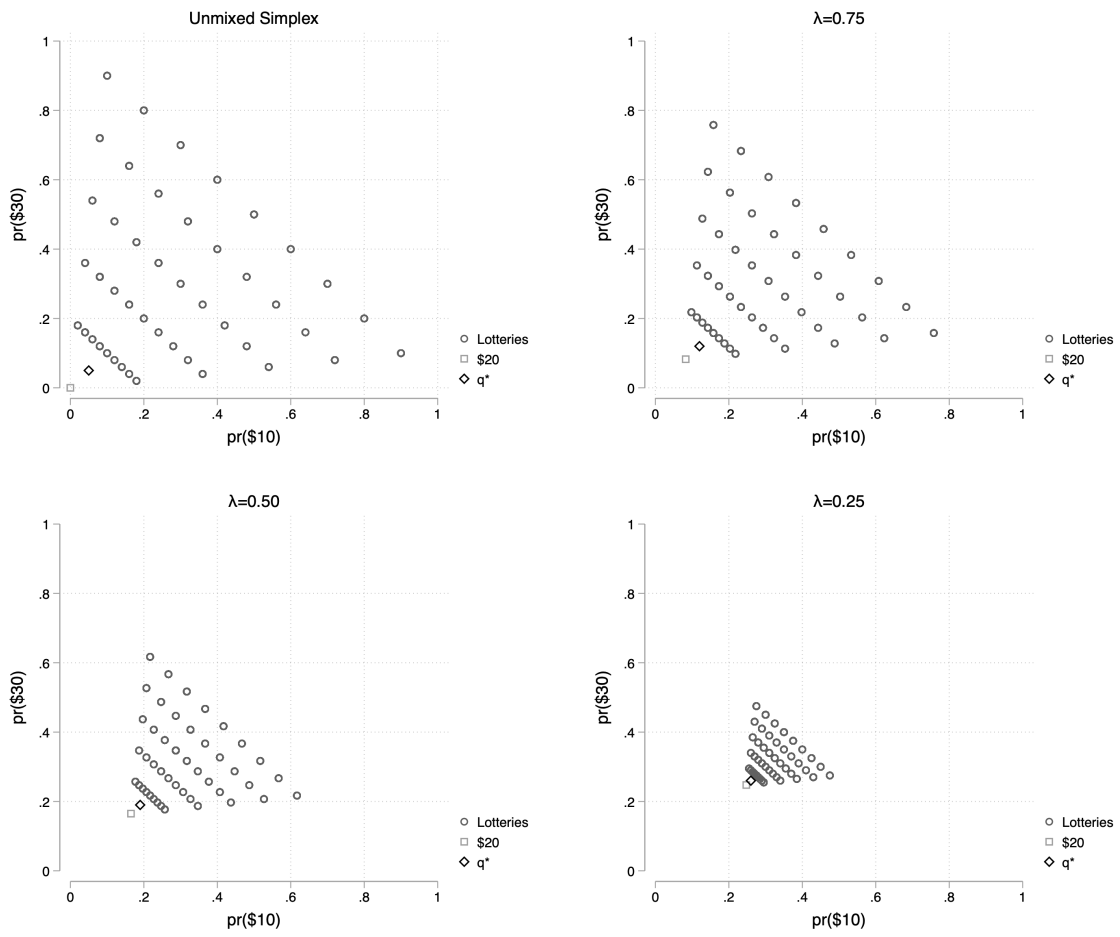 Unmixed Simplex
1
.8
.6
.4
.2
0
pr($30)
0 .2 .4 .6 .8 1
pr($10)
Lotteries
$20
q*
λ=0.75
1
.8
.6
.4
.2
0
pr($30)
0 .2 .4 .6 .8 1
pr($10)
Lotteries
$20
q*
λ=0.50
1
.8
.6
.4
.2
0
pr($30)
0 .2 .4 .6 .8 1
pr($10)
Lotteries
$20
q*
λ=0.25
1
.8
.6
.4
.2
0
pr($30)
0 .2 .4 .6 .8 1
pr($10)
Lotteries
$20
q*